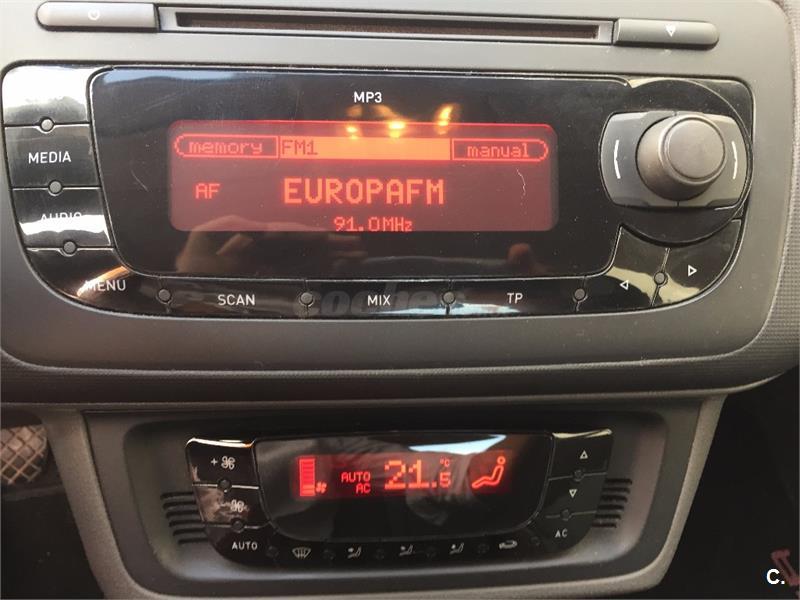 MP3
memory FM1 manual
MEDIA
AF EUROPAFM
91.0MHz
AUDIO
MENU SCAN MIX TP
coches
AUTO AC 21.5 °C
+
-
AUTO
AC
C.